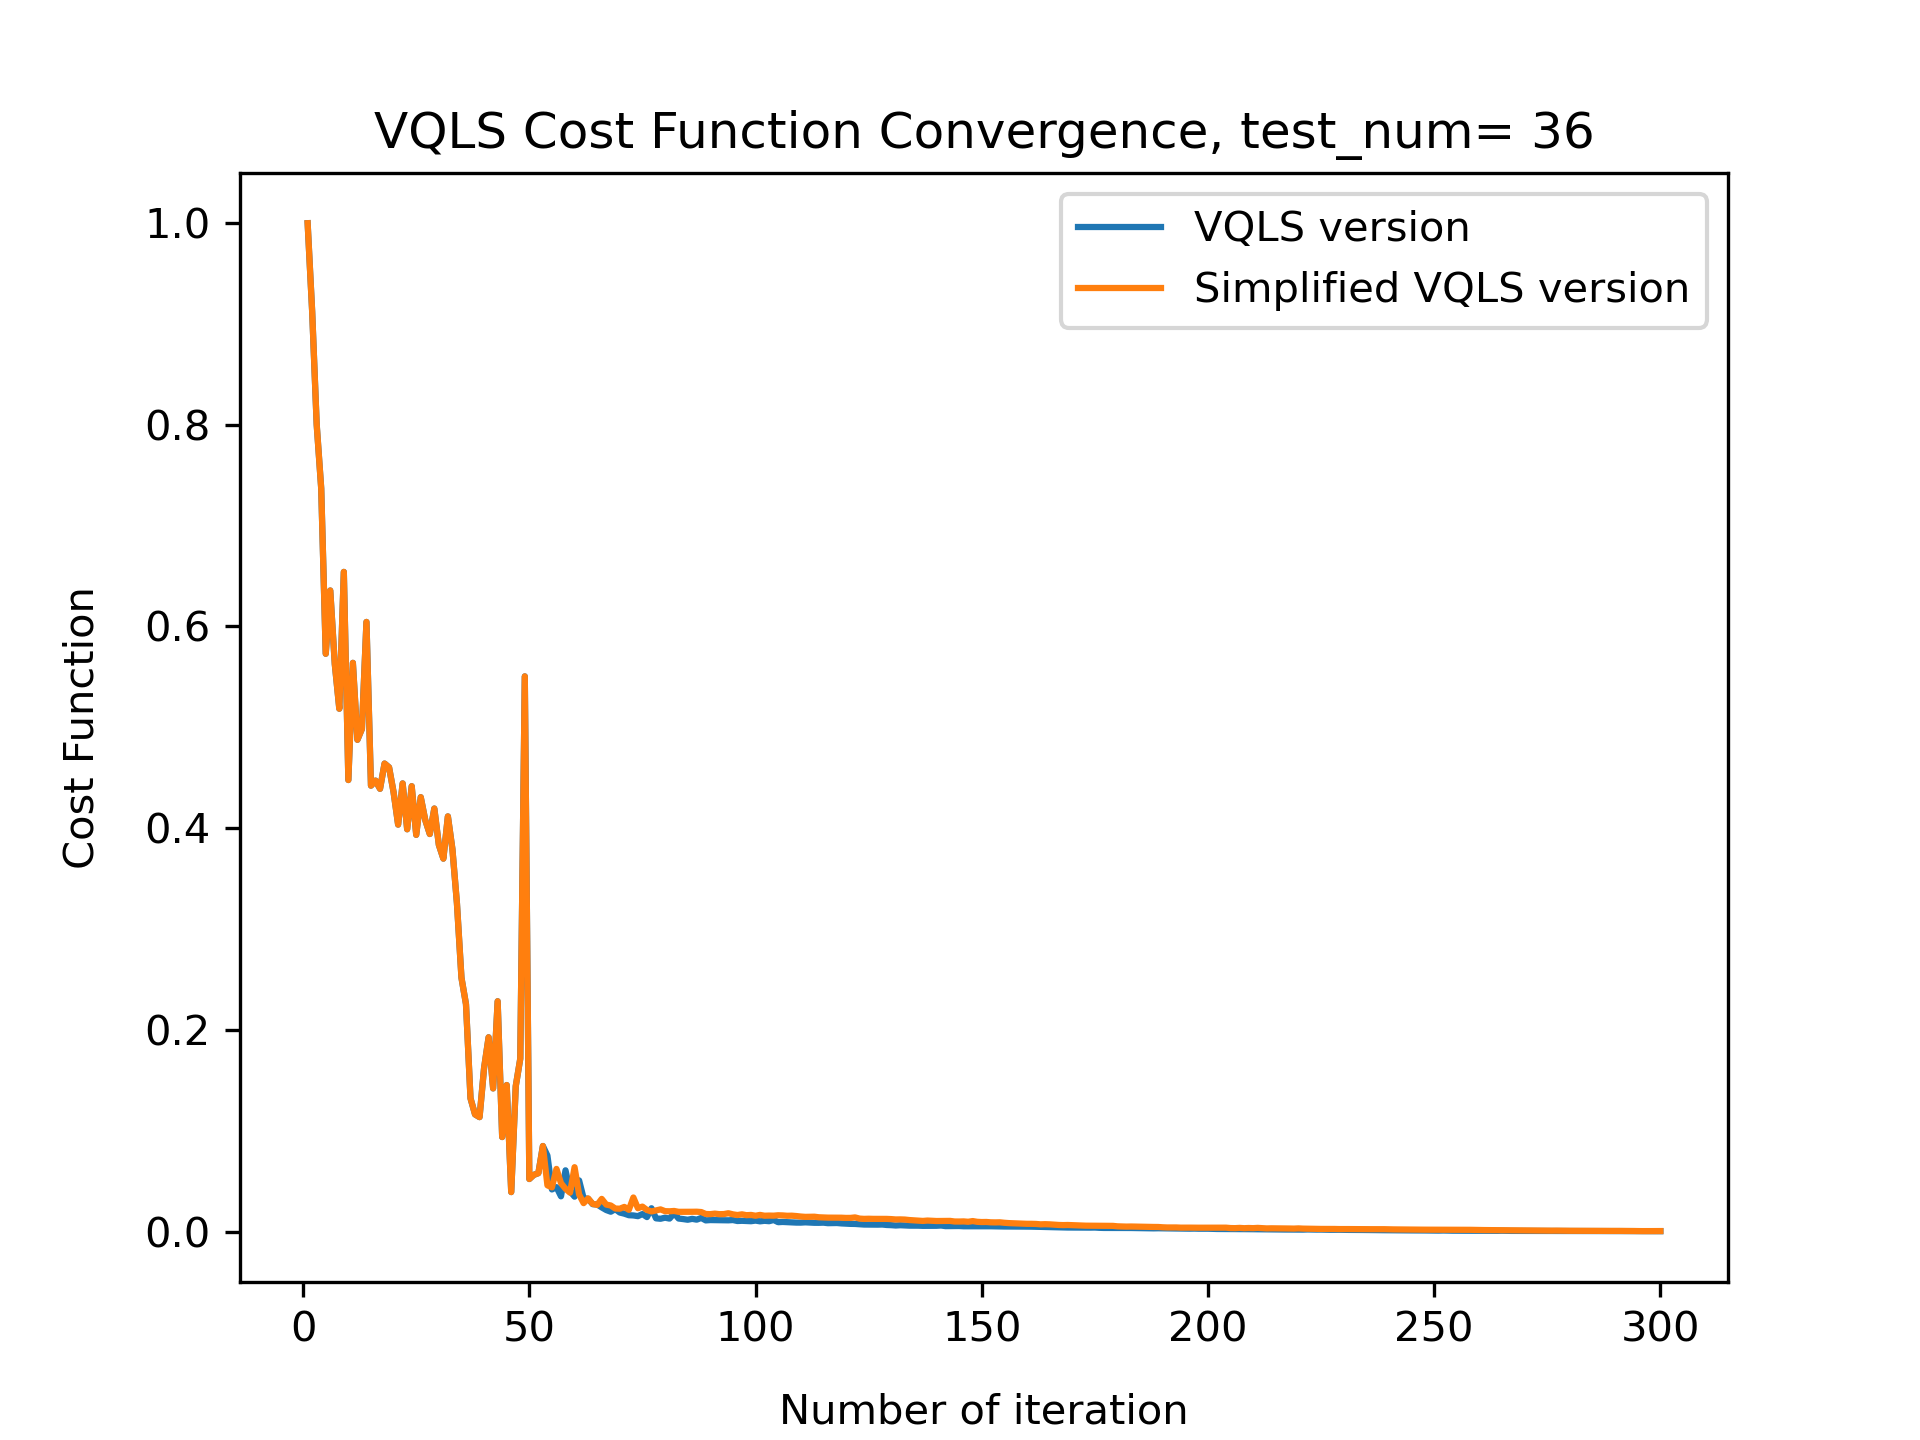 VQLS Cost Function Convergence, test_num= 36
VQLS version
Simplified VQLS version
1.0
0.8
0.6
0.4
0.2
0.0
Cost Function
0 50 100 150 200 250 300
Number of iteration